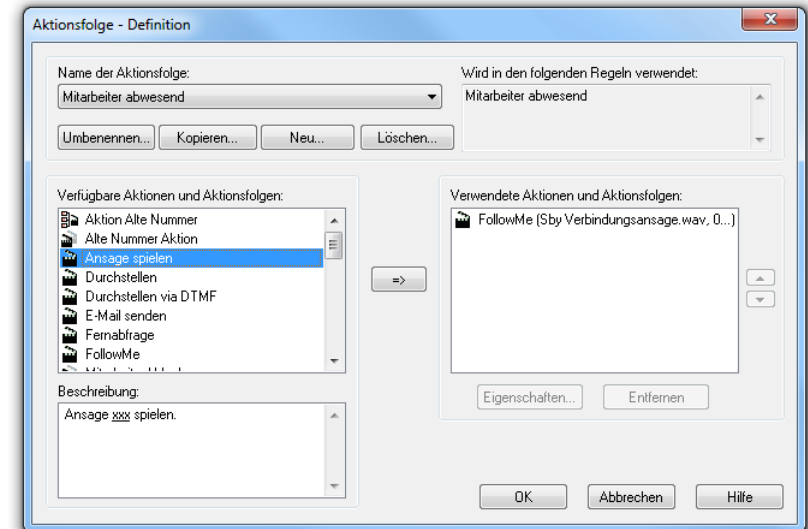 Aktionsfolge - Definition
Name der Aktionsfolge:
Mitarbeiter abwesend
Umbenennen...
Kopieren...
Neu...
Löschen...
Wird in den folgenden Regeln verwendet:
Mitarbeiter abwesend
Verfügbare Aktionen und Aktionsfolgen:
Aktion Alte Nummer
Alte Nummer Aktion
Ansage spielen
Durchstellen
Durchstellen via DTMF
E-Mail senden
Fernabfrage
FollowMe
Beschreibung:
Ansage xxx spielen.
=>
Verwendete Aktionen und Aktionsfolgen:
FollowMe (Sby Verbindungsansage.wav, 0...)
Eigenschaften...
Entfernen
OK
Abbrechen
Hilfe